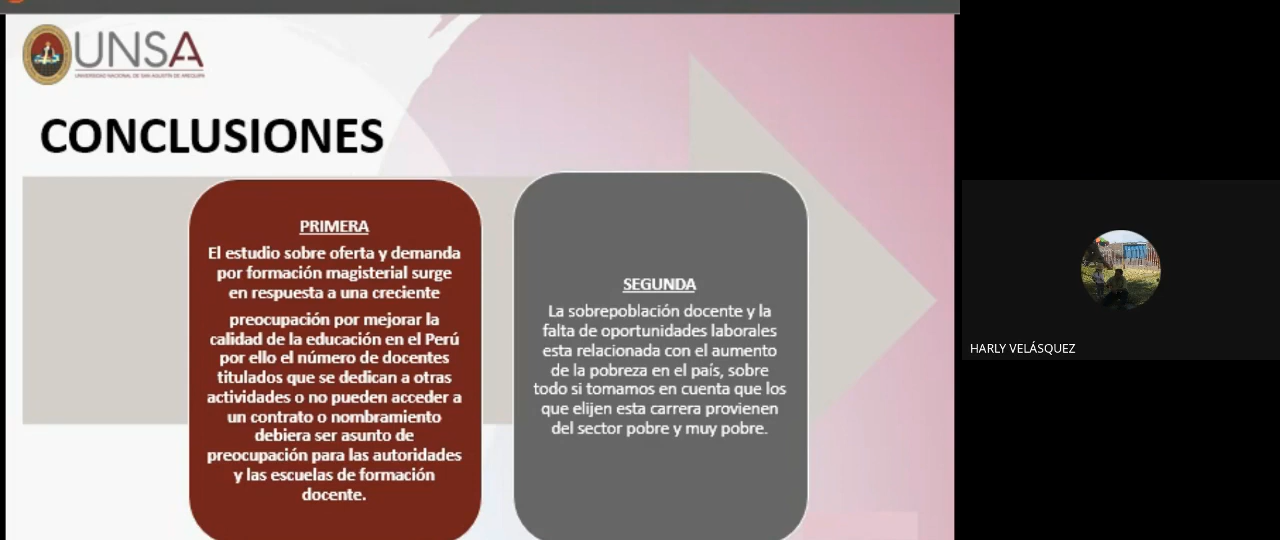 UNSA
UNIVERSIDAD NACIONAL DE SAN AGUSTÍN DE AREQUIPA
CONCLUSIONES
PRIMERA
El estudio sobre oferta y demanda
por formación magisterial surge
en respuesta a una creciente
preocupación por mejorar la
calidad de la educación en el Perú
por ello el número de docentes
titulados que se dedican a otras
actividades o no pueden acceder a
un contrato o nombramiento
debiera ser asunto de
preocupación para las autoridades
y las escuelas de formación
docente.
SEGUNDA
La sobrepoblación docente y la
falta de oportunidades laborales
esta relacionada con el aumento
de la pobreza en el país, sobre
todo si tomamos en cuenta que los
que elijen esta carrera provienen
del sector pobre y muy pobre.
HARLY VELÁSQUEZ